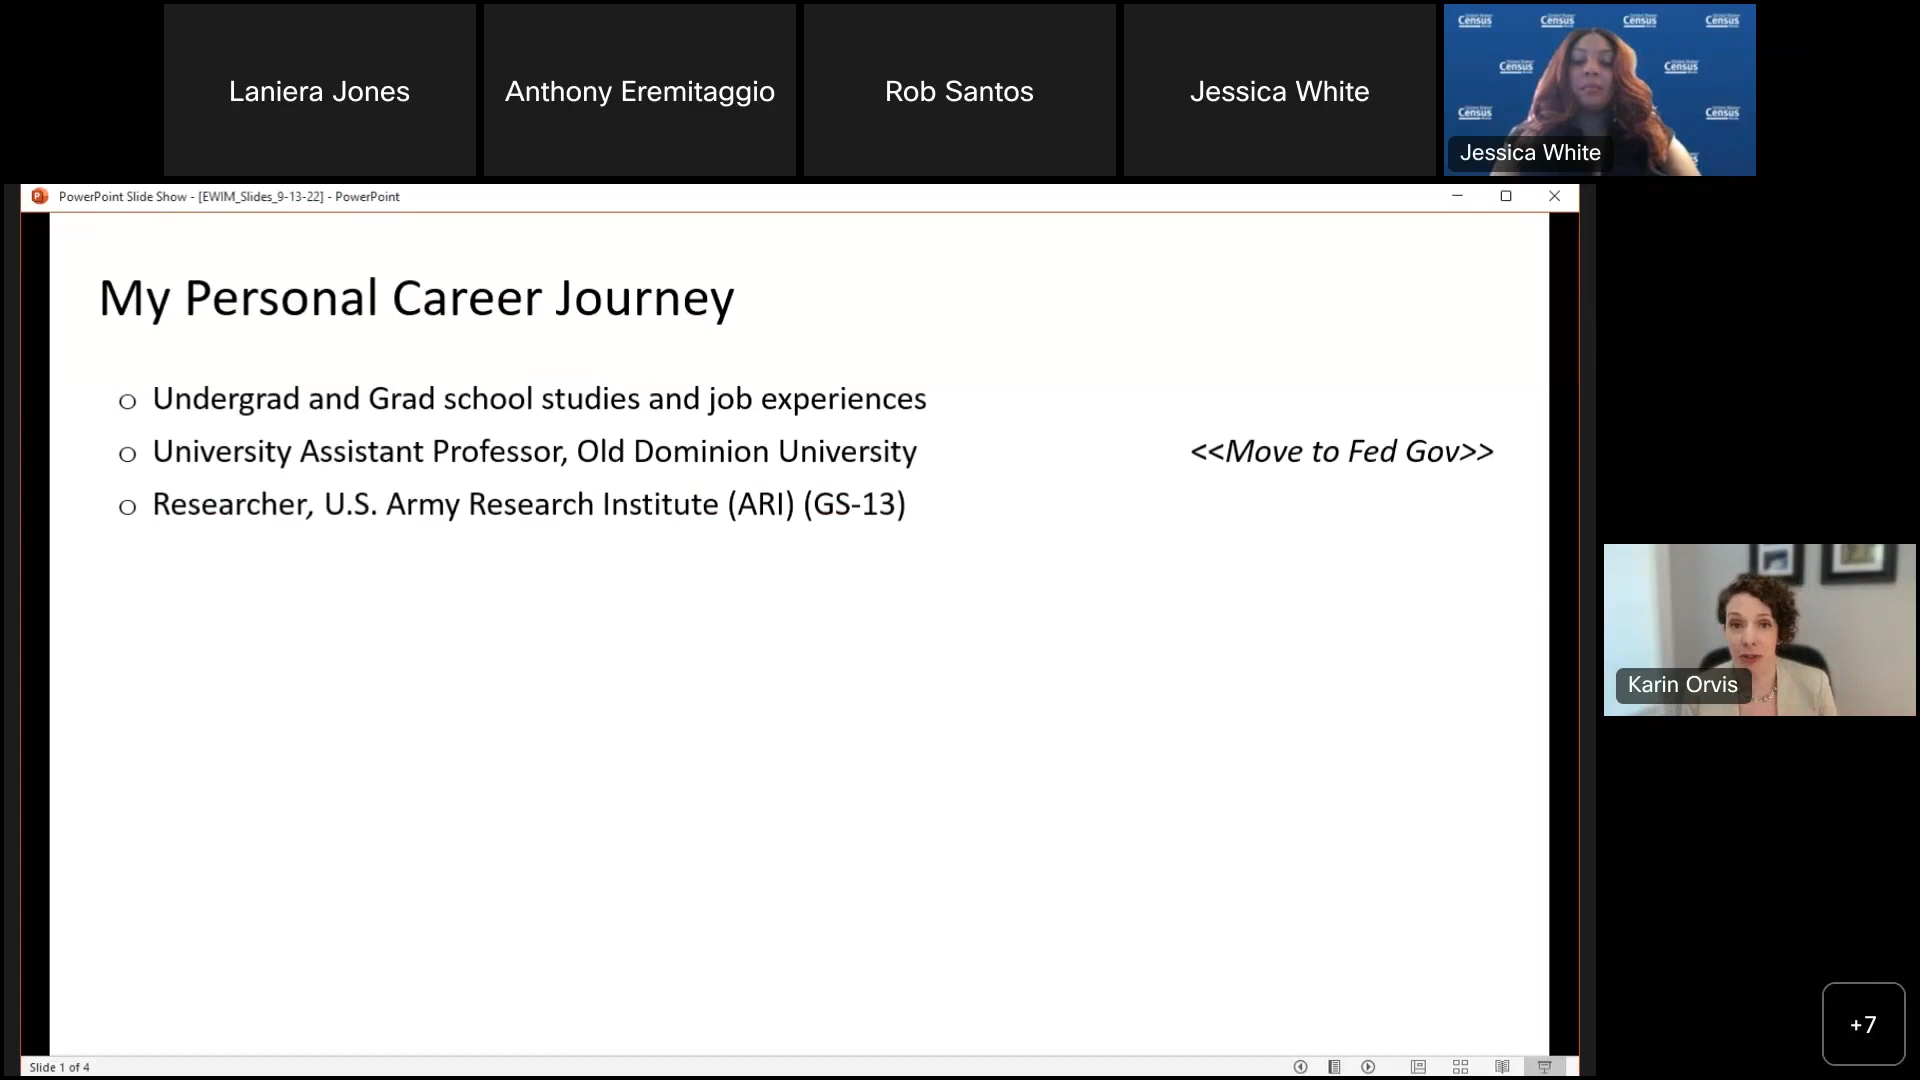 Laniera Jones
Anthony Eremitaggio
Rob Santos
Jessica White
Census Census Census Census
Census Census
Census Census
Jessica White
PowerPoint Slide Show - [EWIM_Slides_9-13-22] - PowerPoint
My Personal Career Journey
o Undergrad and Grad school studies and job experiences
o University Assistant Professor, Old Dominion University <<Move to Fed Gov>>
o Researcher, U.S. Army Research Institute (ARI) (GS-13)
Karin Orvis
+7
Slide 1 of 4